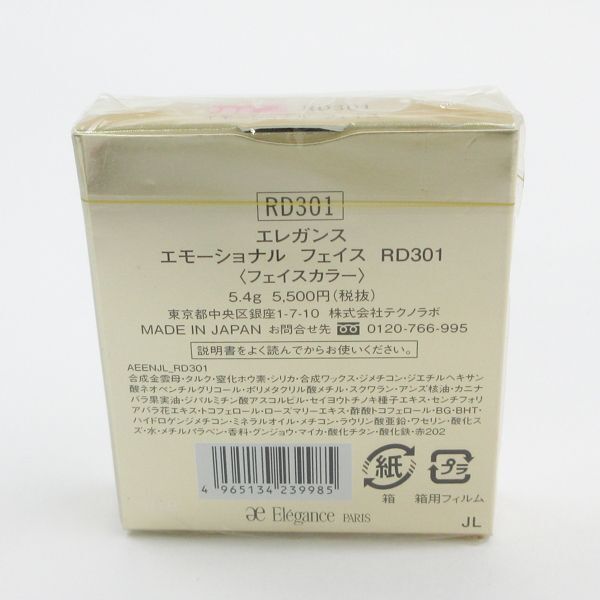 RD301
RD301
エレガンス
エモーショナル フェイス RD301
〈フェイスカラー〉
5.4g 5,500円(税抜)
東京都中央区銀座1-7-10 株式会社テクノラボ
MADE IN JAPAN お問合せ先 0120-766-995
説明書をよく読んでからお使いください。
AEENJL_RD301
合成金雲母・タルク・窒化ホウ素・シリカ・合成ワックス・ジメチコン・ジエチルヘキサン
酸ネオペンチルグリコール・ポリメタクリル酸メチル・スクワラン・アンズ核油・カニナ
バラ果実油・ジパルミチン酸アスコルビル・セイヨウトチノキ種子エキス・センチフォリ
アバラ花エキス・トコフェロール・ローズマリーエキス・酢酸トコフェロール・BG・BHT・
ハイドロゲンジメチコン・ミネラルオイル・メチコン・ラウリン酸亜鉛・ワセリン・酸化ス
ズ・水・メチルパラベン・香料・グンジョウ・マイカ・酸化チタン・酸化鉄・赤202
4 965134 239985
紙
プラ
箱
箱用フィルム
æ Elégance PARIS
JL